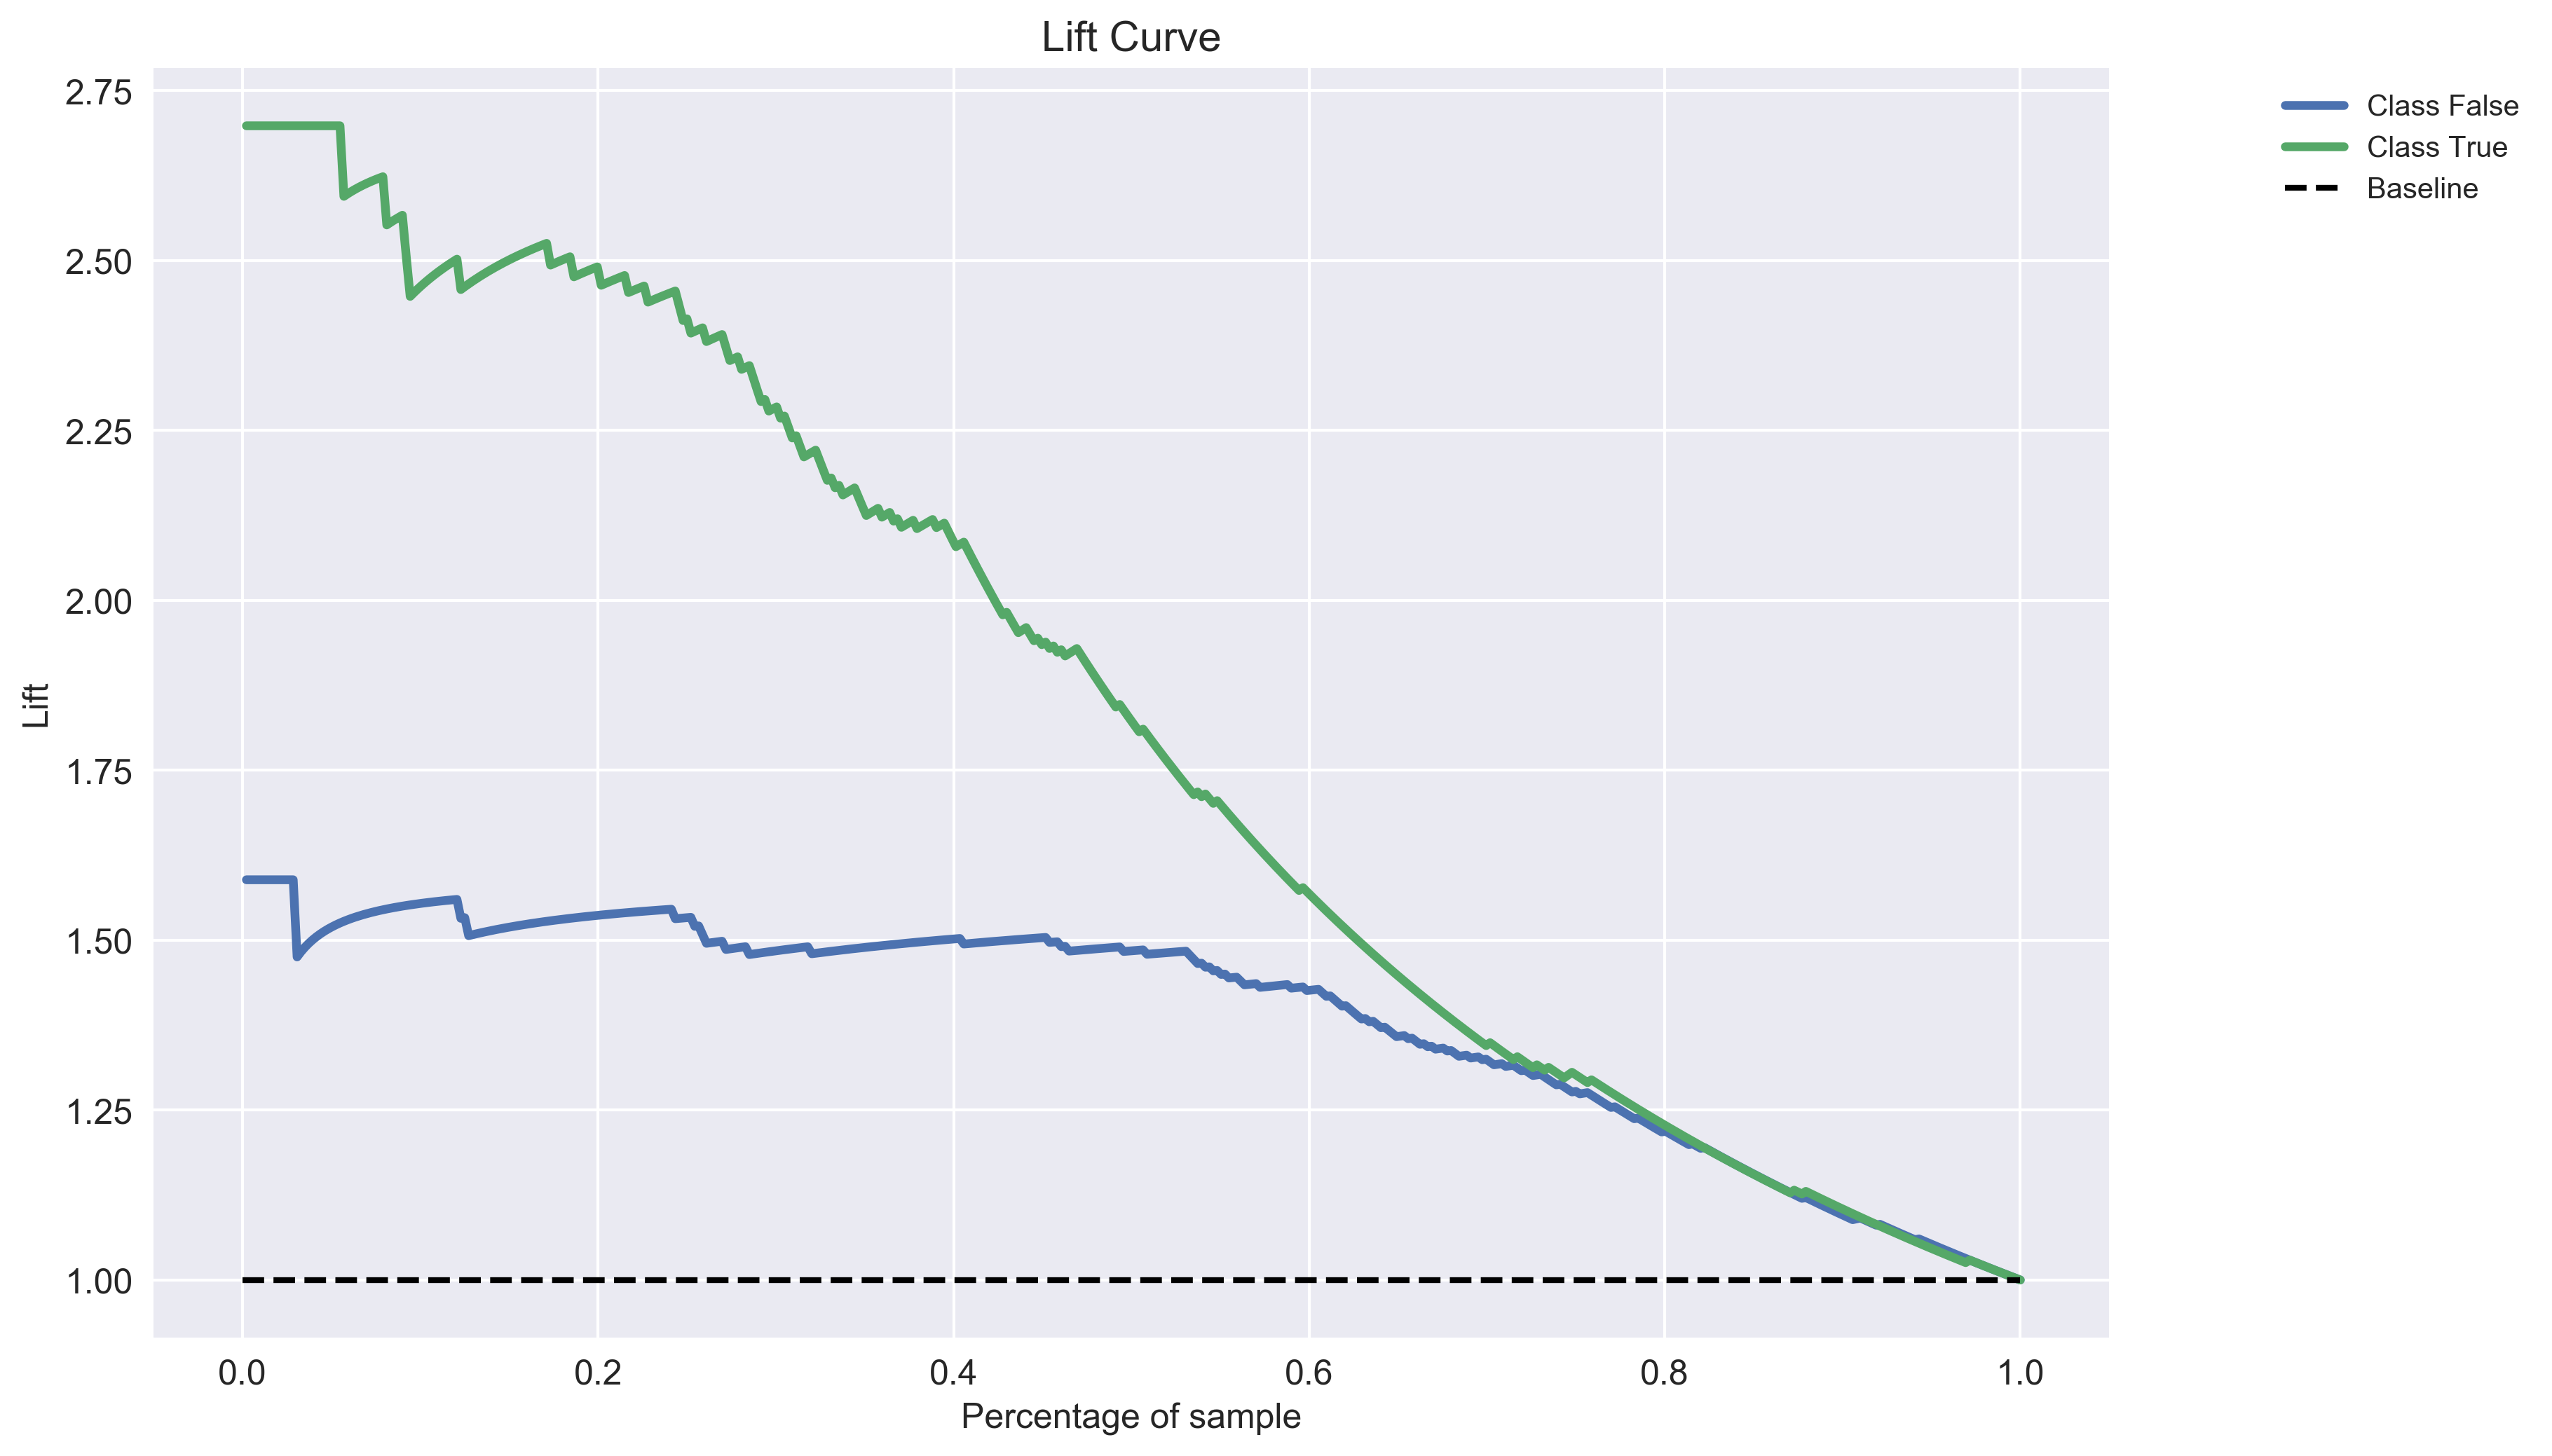 Lift Curve
2.75
2.50
2.25
2.00
1.75
1.50
1.25
1.00
Lift
0.0 0.2 0.4 0.6 0.8 1.0
Percentage of sample
Class False
Class True
Baseline